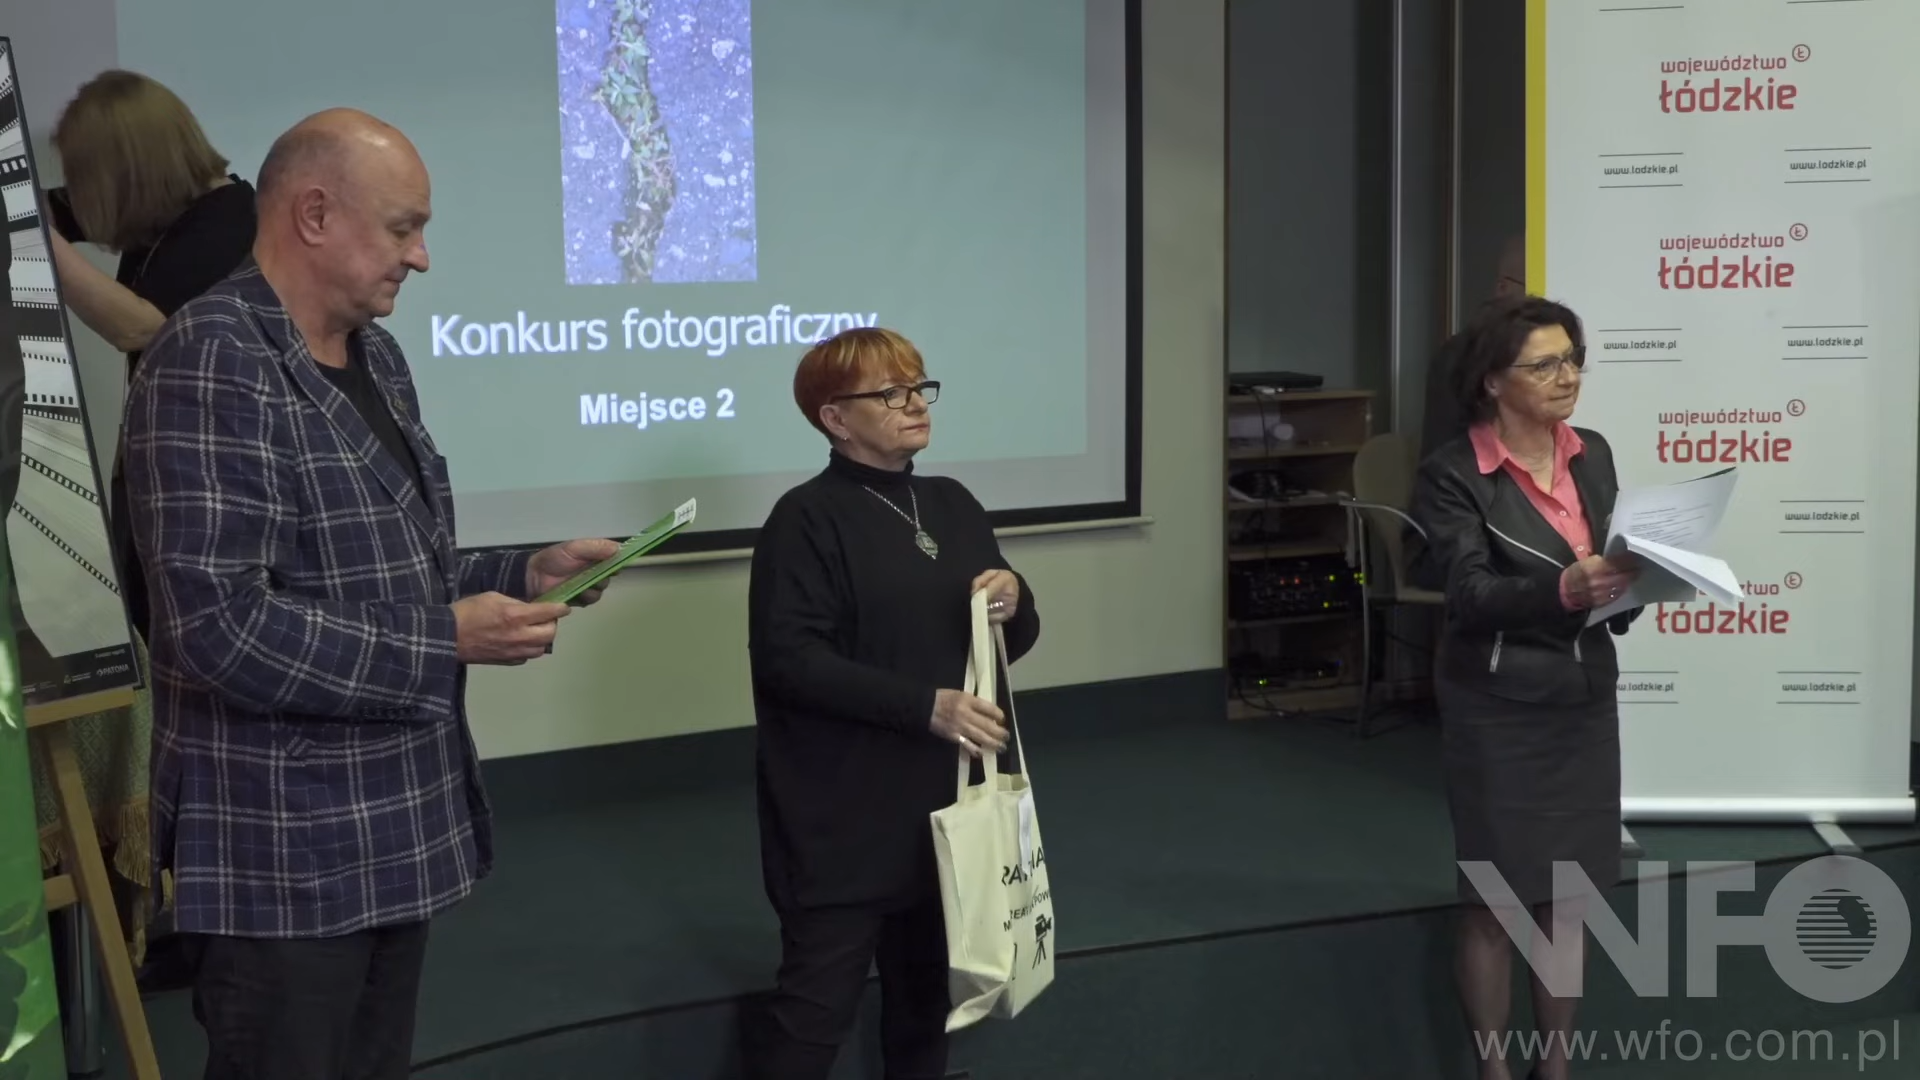 Konkurs fotograficzny
Miejsce 2
województwo Ł
łódzkie
www.lodzkie.pl
www.lodzkie.pl
województwo Ł
łódzkie
www.lodzkie.pl
www.lodzkie.pl
województwo Ł
łódzkie
www.lodzkie.pl
łódzkie
www.lodzkie.pl
PATONA
WFO
www.wfo.com.pl